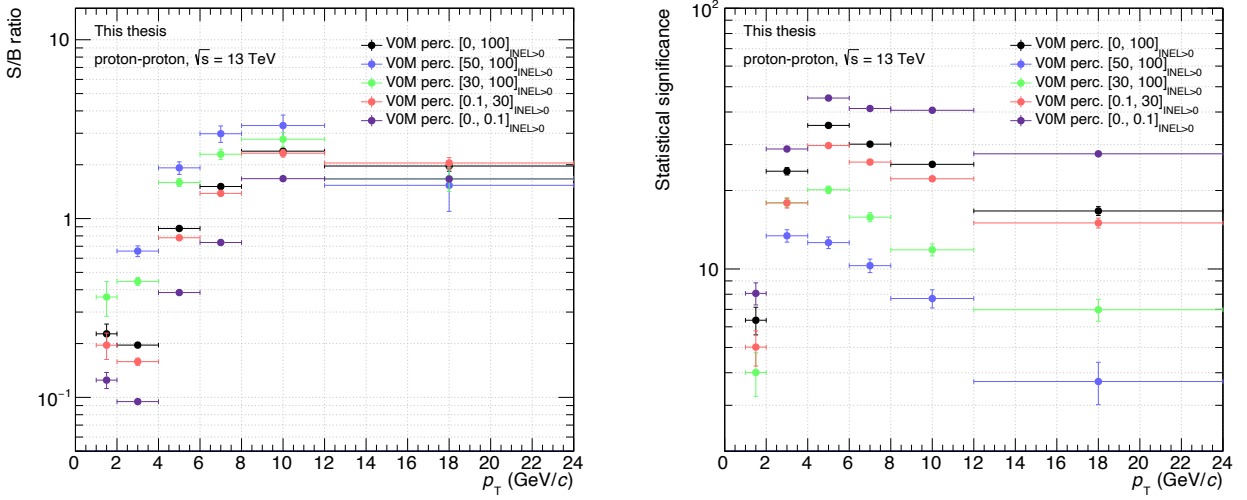 This thesis
proton-proton, √s = 13 TeV
V0M perc. [0, 100]INEL>0
V0M perc. [50, 100]INEL>0
V0M perc. [30, 100]INEL>0
V0M perc. [0.1, 30]INEL>0
V0M perc. [0., 0.1]INEL>0
S/B ratio
10
1
10−1
0 2 4 6 8 10 12 14 16 18 20 22 24
pT (GeV/c)
This thesis
proton-proton, √s = 13 TeV
V0M perc. [0, 100]INEL>0
V0M perc. [50, 100]INEL>0
V0M perc. [30, 100]INEL>0
V0M perc. [0.1, 30]INEL>0
V0M perc. [0., 0.1]INEL>0
Statistical significance
102
10
0 2 4 6 8 10 12 14 16 18 20 22 24
pT (GeV/c)